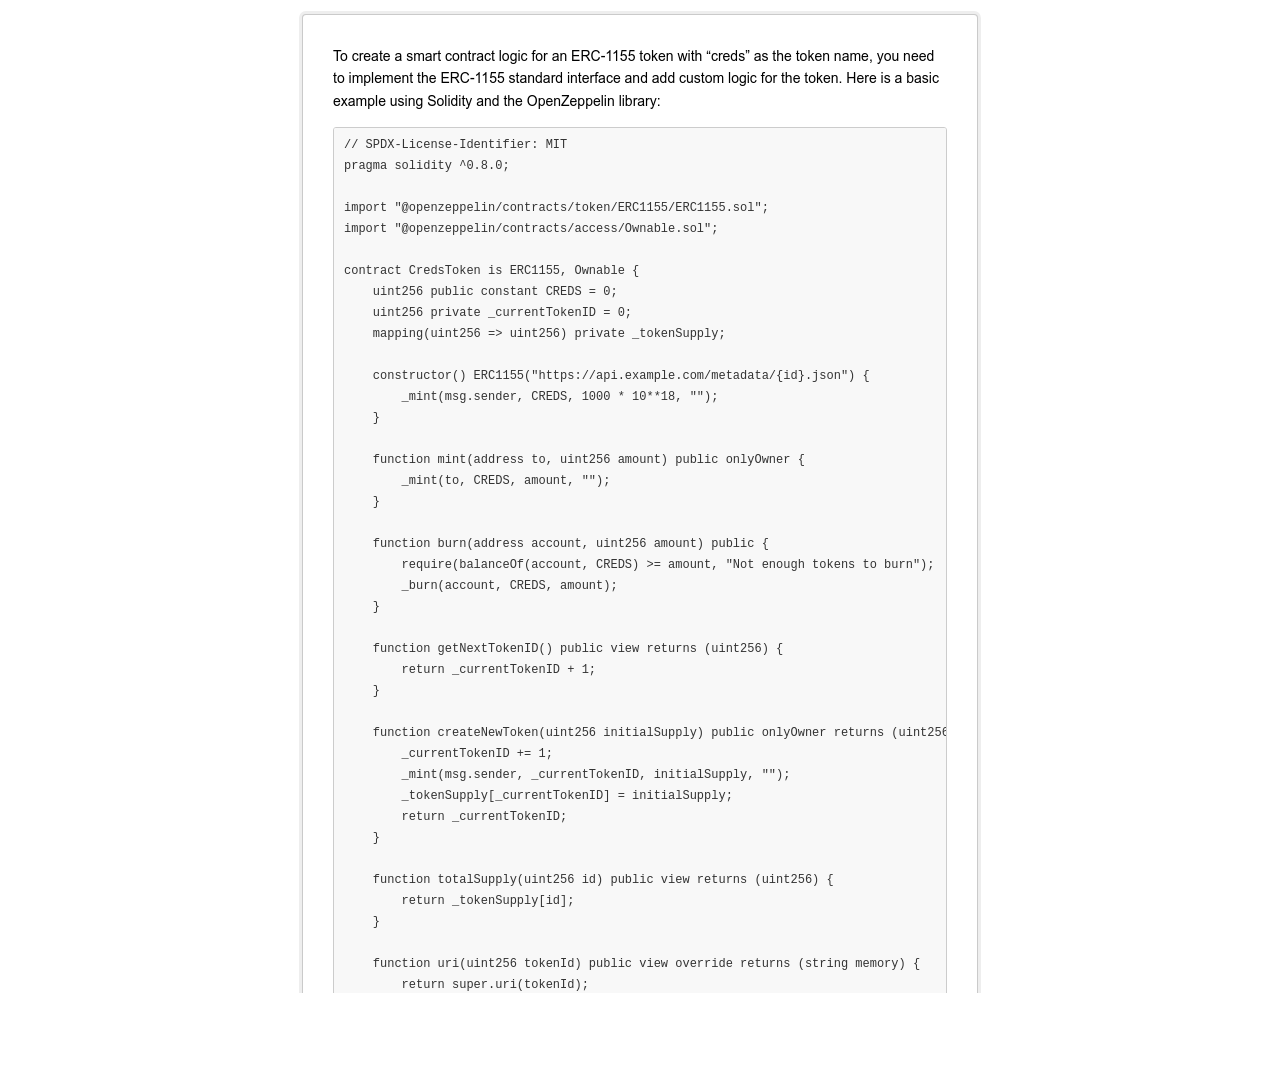 To create a smart contract logic for an ERC-1155 token with “creds” as the token name, you need
to implement the ERC-1155 standard interface and add custom logic for the token. Here is a basic
example using Solidity and the OpenZeppelin library:
// SPDX-License-Identifier: MIT
pragma solidity ^0.8.0;
import "@openzeppelin/contracts/token/ERC1155/ERC1155.sol";
import "@openzeppelin/contracts/access/Ownable.sol";
contract CredsToken is ERC1155, Ownable {
    uint256 public constant CREDS = 0;
    uint256 private _currentTokenID = 0;
    mapping(uint256 => uint256) private _tokenSupply;
    constructor() ERC1155("https://api.example.com/metadata/{id}.json") {
        _mint(msg.sender, CREDS, 1000 * 10**18, "");
    }
    function mint(address to, uint256 amount) public onlyOwner {
        _mint(to, CREDS, amount, "");
    }
    function burn(address account, uint256 amount) public {
        require(balanceOf(account, CREDS) >= amount, "Not enough tokens to burn");
        _burn(account, CREDS, amount);
    }
    function getNextTokenID() public view returns (uint256) {
        return _currentTokenID + 1;
    }
    function createNewToken(uint256 initialSupply) public onlyOwner returns (uint256
        _currentTokenID += 1;
        _mint(msg.sender, _currentTokenID, initialSupply, "");
        _tokenSupply[_currentTokenID] = initialSupply;
        return _currentTokenID;
    }
    function totalSupply(uint256 id) public view returns (uint256) {
        return _tokenSupply[id];
    }
    function uri(uint256 tokenId) public view override returns (string memory) {
        return super.uri(tokenId);